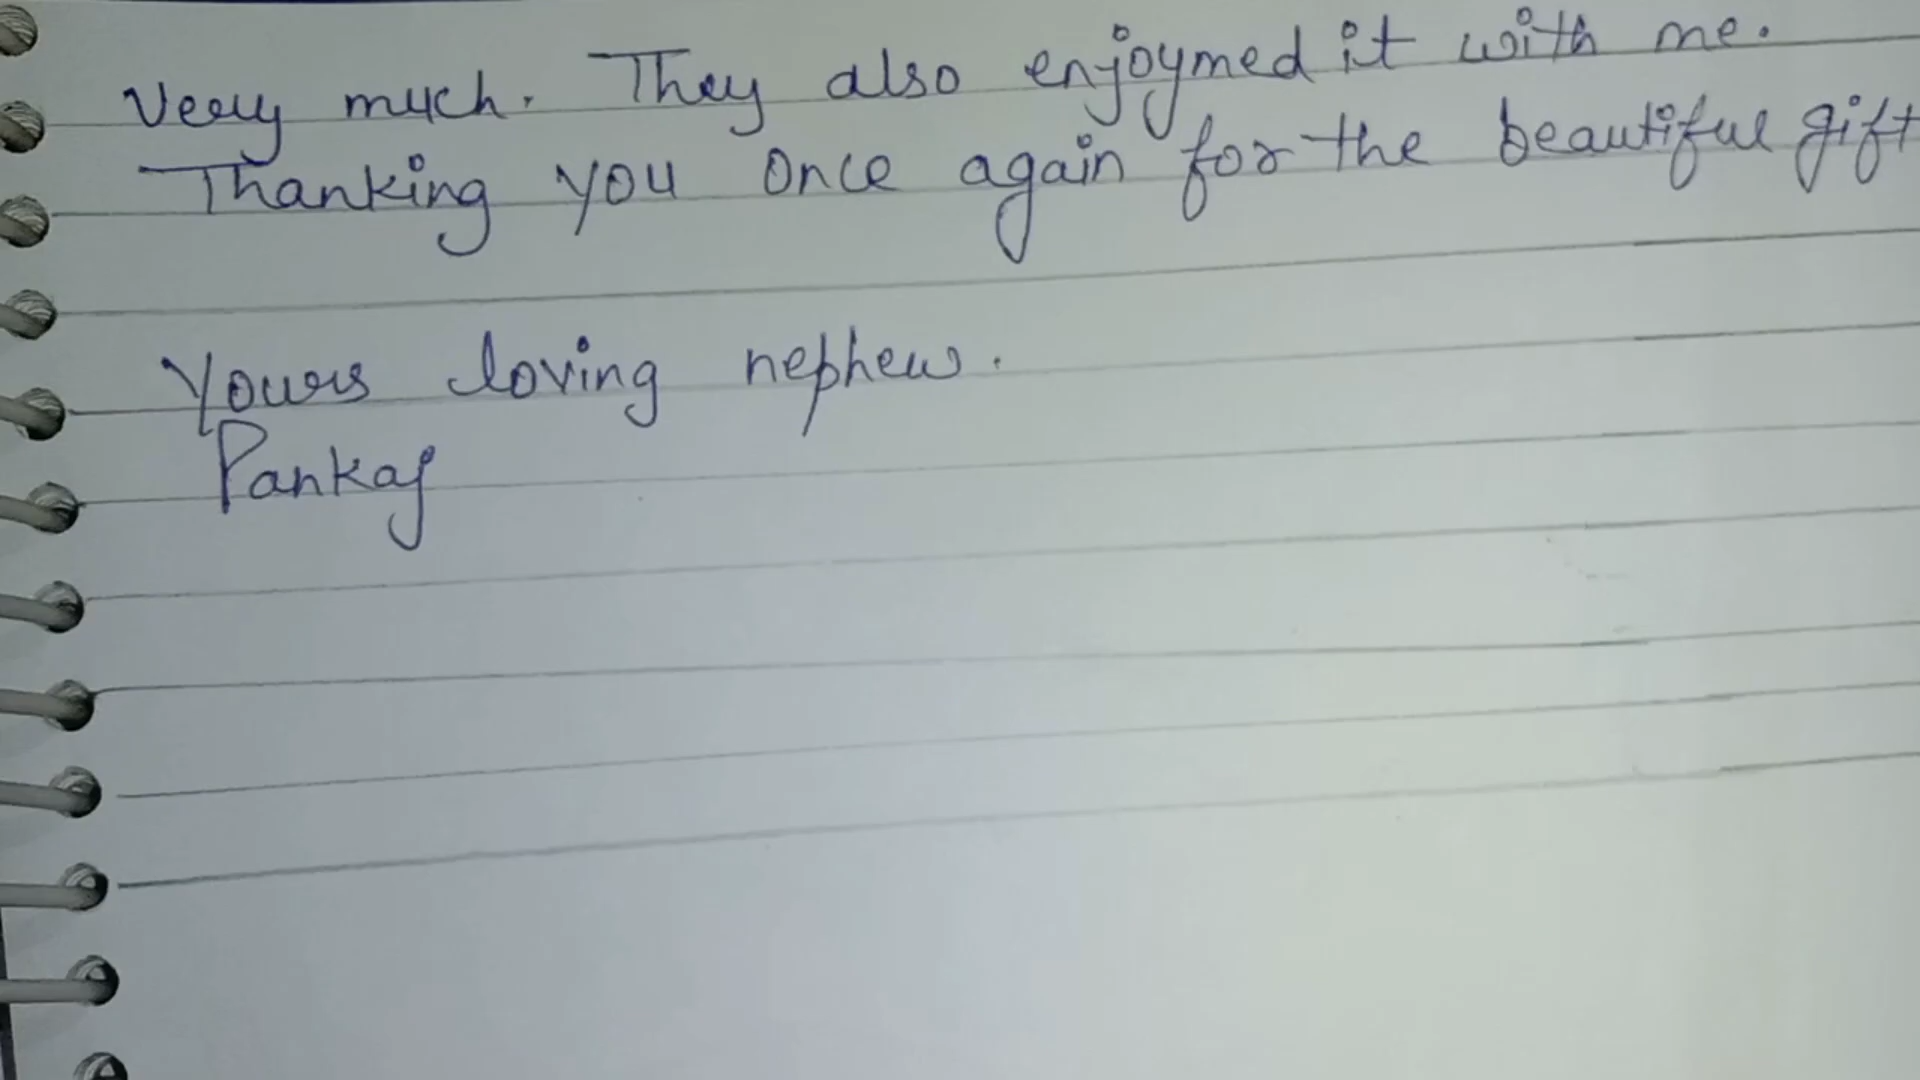 Very much. They also enjoymed it with me.
Thanking you once again for the beautiful gift
Yours loving nephew.
Pankaj